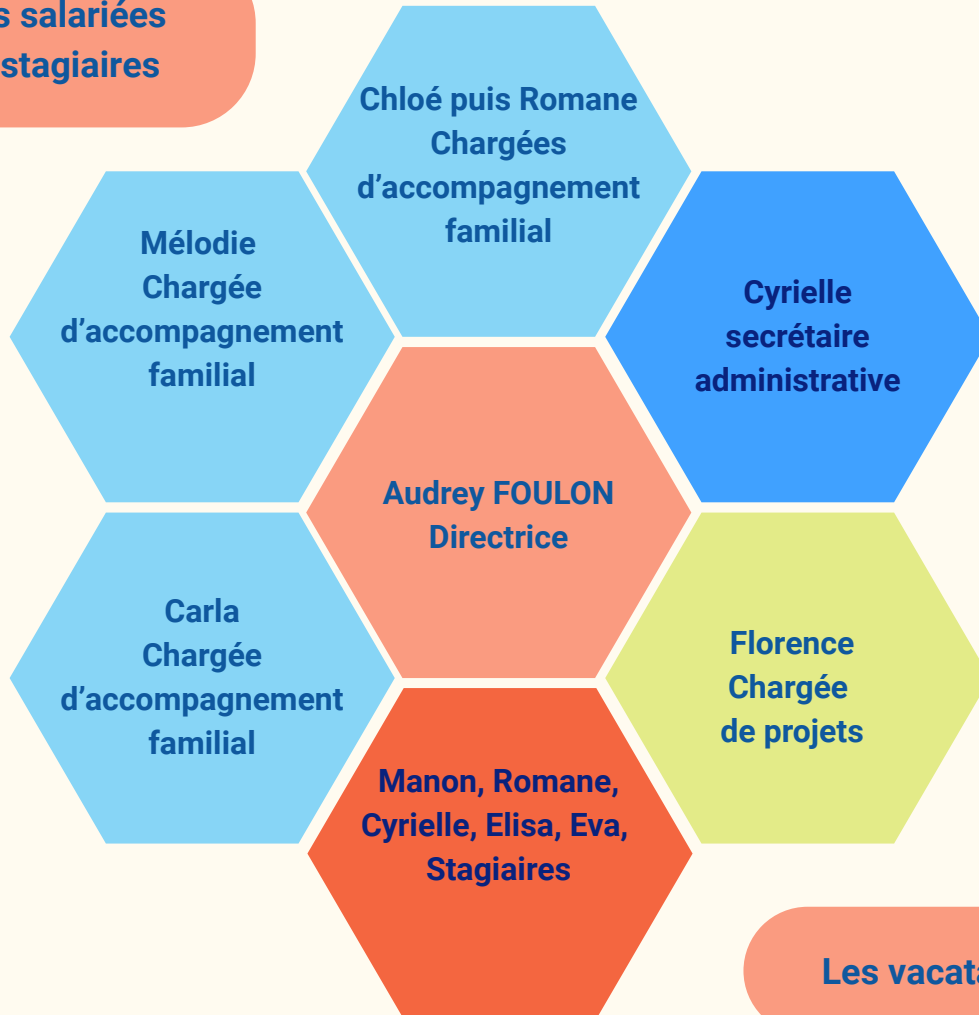 salariées
stagiaires
Chloé puis Romane
Chargées
d’accompagnement
familial
Mélodie
Chargée
d’accompagnement
familial
Cyrielle
secrétaire
administrative
Audrey FOULON
Directrice
Carla
Chargée
d’accompagnement
familial
Florence
Chargée
de projets
Manon, Romane,
Cyrielle, Elisa, Eva,
Stagiaires
Les